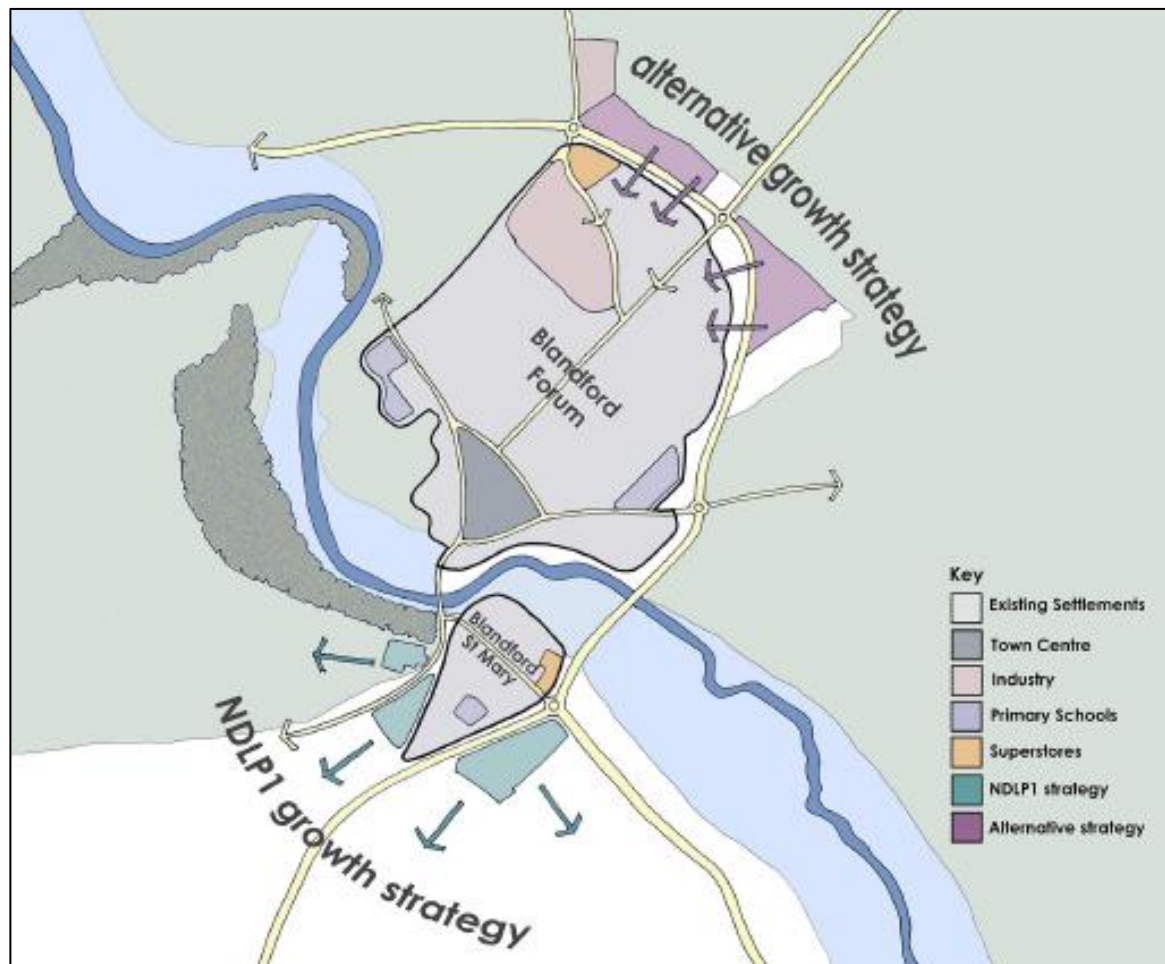 alternative growth strategy
Blandford
Forum
Blandford
St Mary
NDLP1 growth strategy
Key
Existing Settlements
Town Centre
Industry
Primary Schools
Superstores
NDLP1 strategy
Alternative strategy